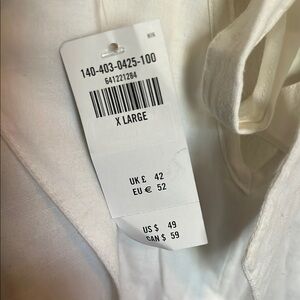 140-403-0425-100
641221284
X LARGE
UK £ 42
EU € 52
US $ 49
CAN $ 59